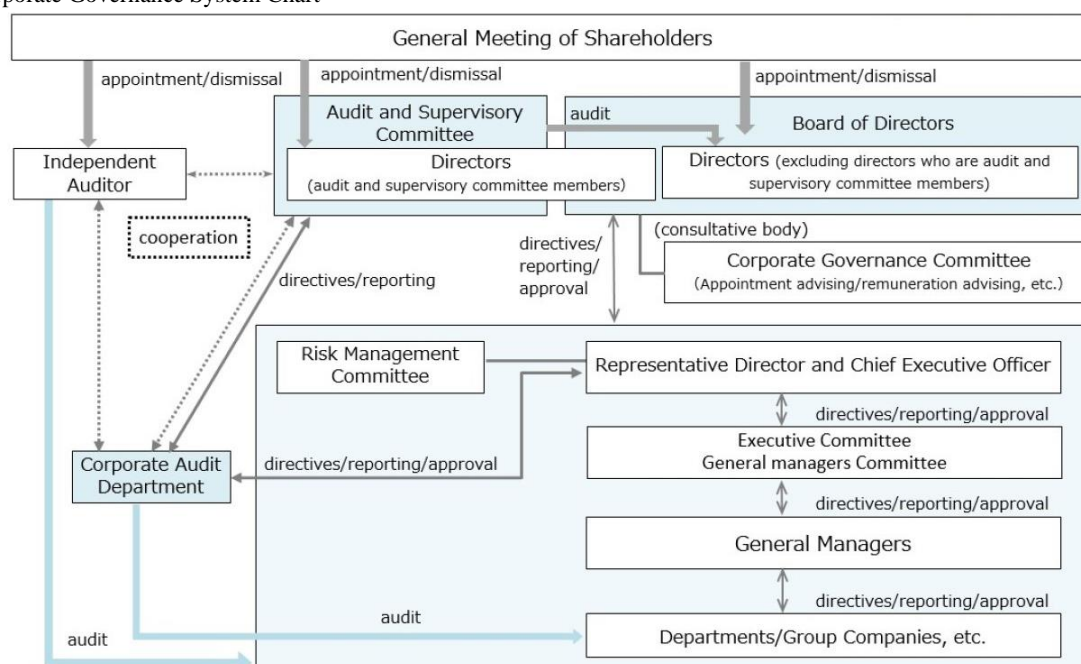 porate Governance System Chart
General Meeting of Shareholders
appointment/dismissal
appointment/dismissal
appointment/dismissal
Audit and Supervisory
Committee
audit
Board of Directors
Independent
Auditor
Directors
(audit and supervisory committee members)
Directors (excluding directors who are audit and
supervisory committee members)
cooperation
directives/reporting
directives/
reporting/
approval
(consultative body)
Corporate Governance Committee
(Appointment advising/remuneration advising, etc.)
Risk Management
Committee
Representative Director and Chief Executive Officer
directives/reporting/approval
Executive Committee
General managers Committee
Corporate Audit
Department
directives/reporting/approval
directives/reporting/approval
General Managers
directives/reporting/approval
audit
audit
Departments/Group Companies, etc.